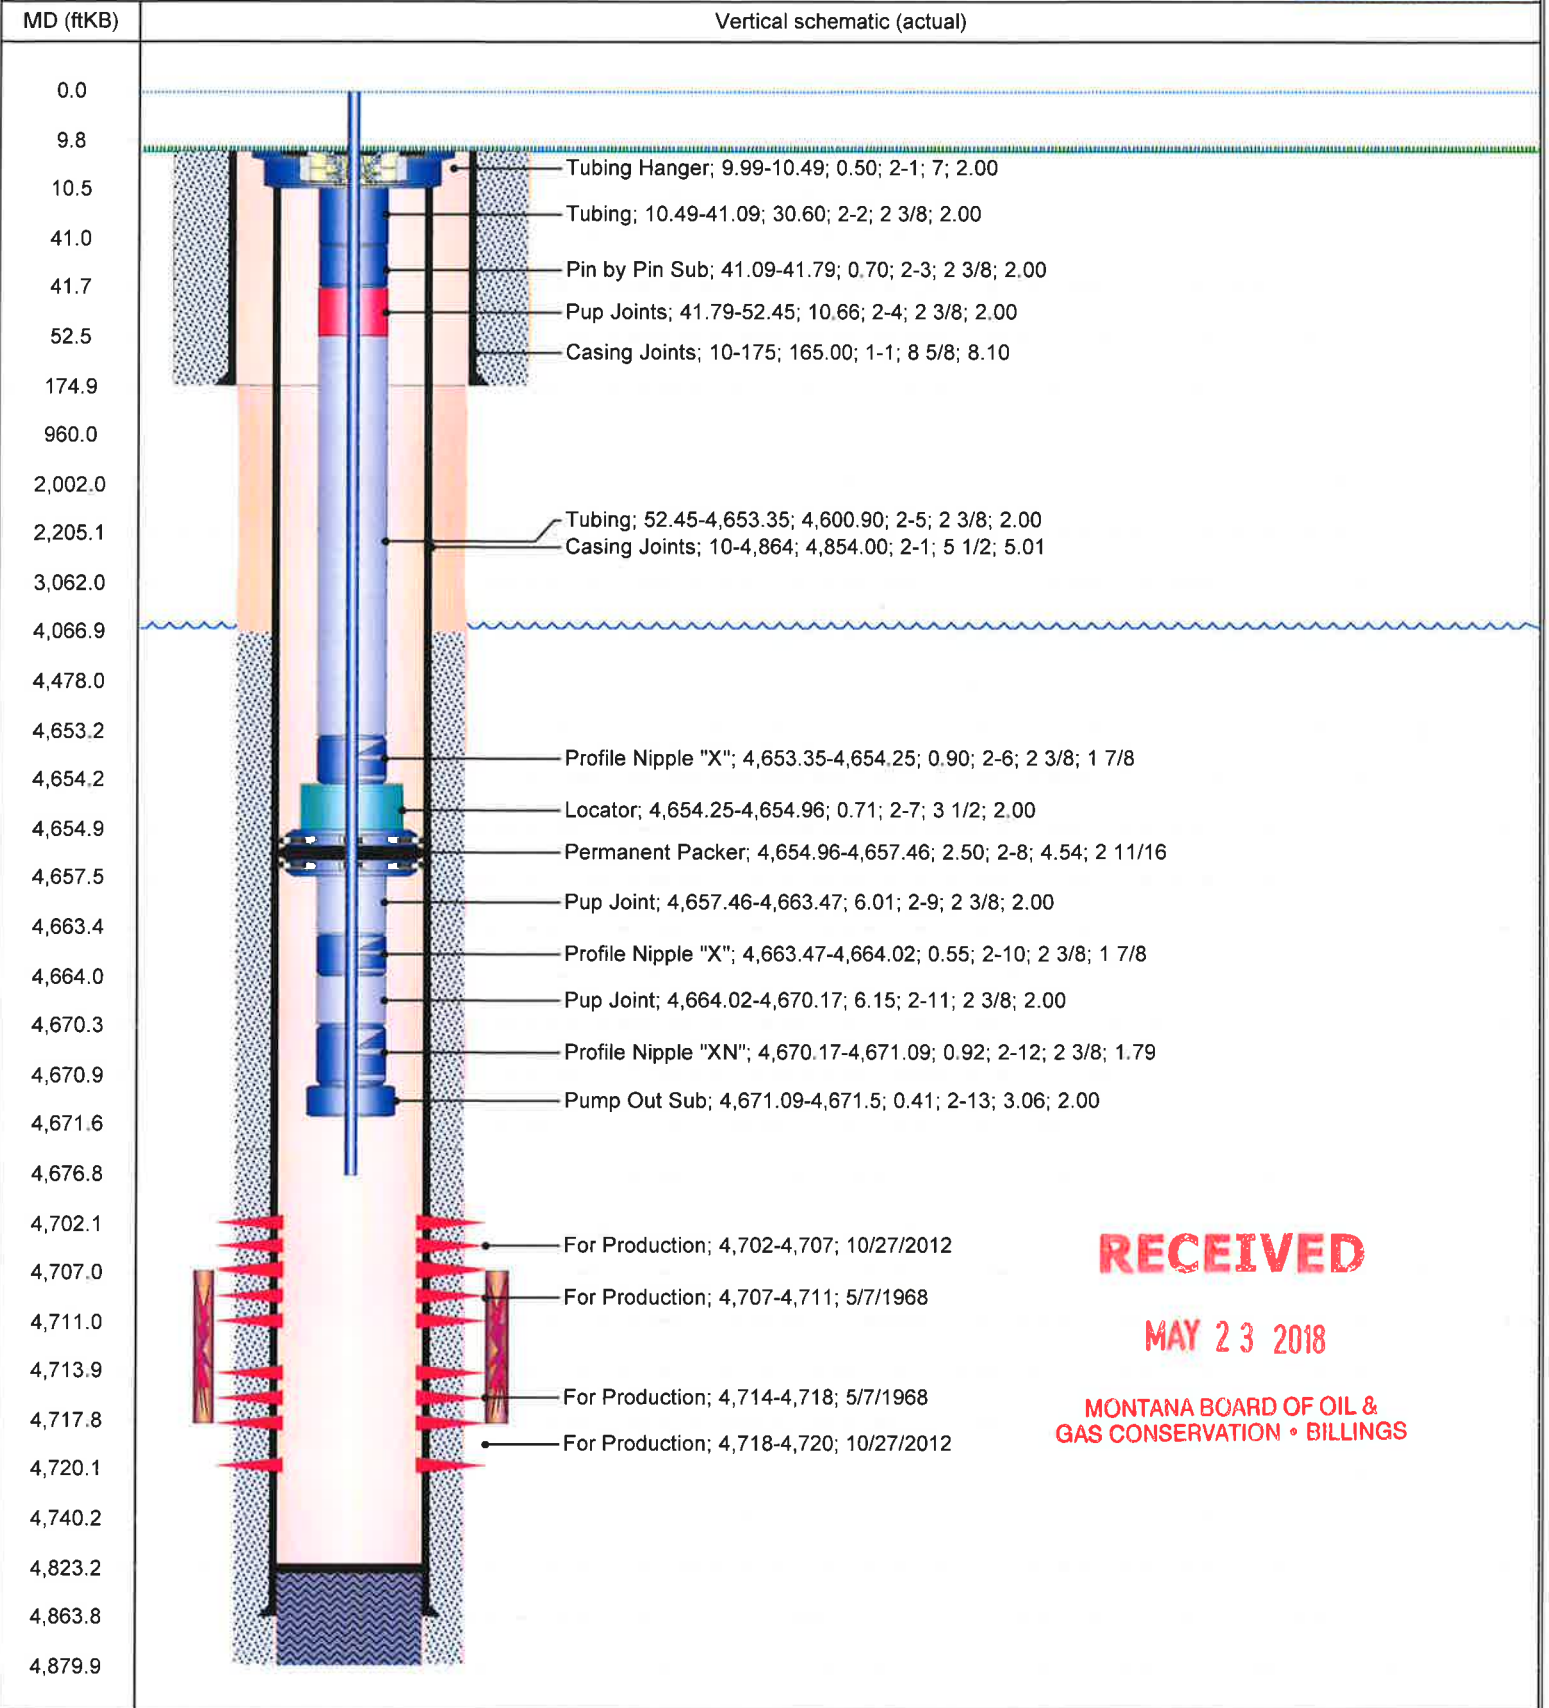 MD (ftKB)
Vertical schematic (actual)
0.0
9.8
Tubing Hanger; 9.99-10.49; 0.50; 2-1; 7; 2.00
10.5
Tubing; 10.49-41.09; 30.60; 2-2; 2 3/8; 2.00
41.0
Pin by Pin Sub; 41.09-41.79; 0.70; 2-3; 2 3/8; 2.00
41.7
Pup Joints; 41.79-52.45; 10.66; 2-4; 2 3/8; 2.00
52.5
Casing Joints; 10-175; 165.00; 1-1; 8 5/8; 8.10
174.9
960.0
2,002.0
Tubing; 52.45-4,653.35; 4,600.90; 2-5; 2 3/8; 2.00
2,205.1
Casing Joints; 10-4,864; 4,854.00; 2-1; 5 1/2; 5.01
3,062.0
4,066.9
4,478.0
4,653.2
Profile Nipple "X"; 4,653.35-4,654.25; 0.90; 2-6; 2 3/8; 1 7/8
4,654.2
Locator; 4,654.25-4,654.96; 0.71; 2-7; 3 1/2; 2.00
4,654.9
Permanent Packer; 4,654.96-4,657.46; 2.50; 2-8; 4.54; 2 11/16
4,657.5
Pup Joint; 4,657.46-4,663.47; 6.01; 2-9; 2 3/8; 2.00
4,663.4
Profile Nipple "X"; 4,663.47-4,664.02; 0.55; 2-10; 2 3/8; 1 7/8
4,664.0
Pup Joint; 4,664.02-4,670.17; 6.15; 2-11; 2 3/8; 2.00
4,670.3
Profile Nipple "XN"; 4,670.17-4,671.09; 0.92; 2-12; 2 3/8; 1.79
4,670.9
Pump Out Sub; 4,671.09-4,671.5; 0.41; 2-13; 3.06; 2.00
4,671.6
4,676.8
4,702.1
For Production; 4,702-4,707; 10/27/2012
4,707.0
For Production; 4,707-4,711; 5/7/1968
4,711.0
4,713.9
For Production; 4,714-4,718; 5/7/1968
4,717.8
For Production; 4,718-4,720; 10/27/2012
4,720.1
4,740.2
4,823.2
4,863.8
4,879.9
RECEIVED
MAY 23 2018
MONTANA BOARD OF OIL &
GAS CONSERVATION • BILLINGS